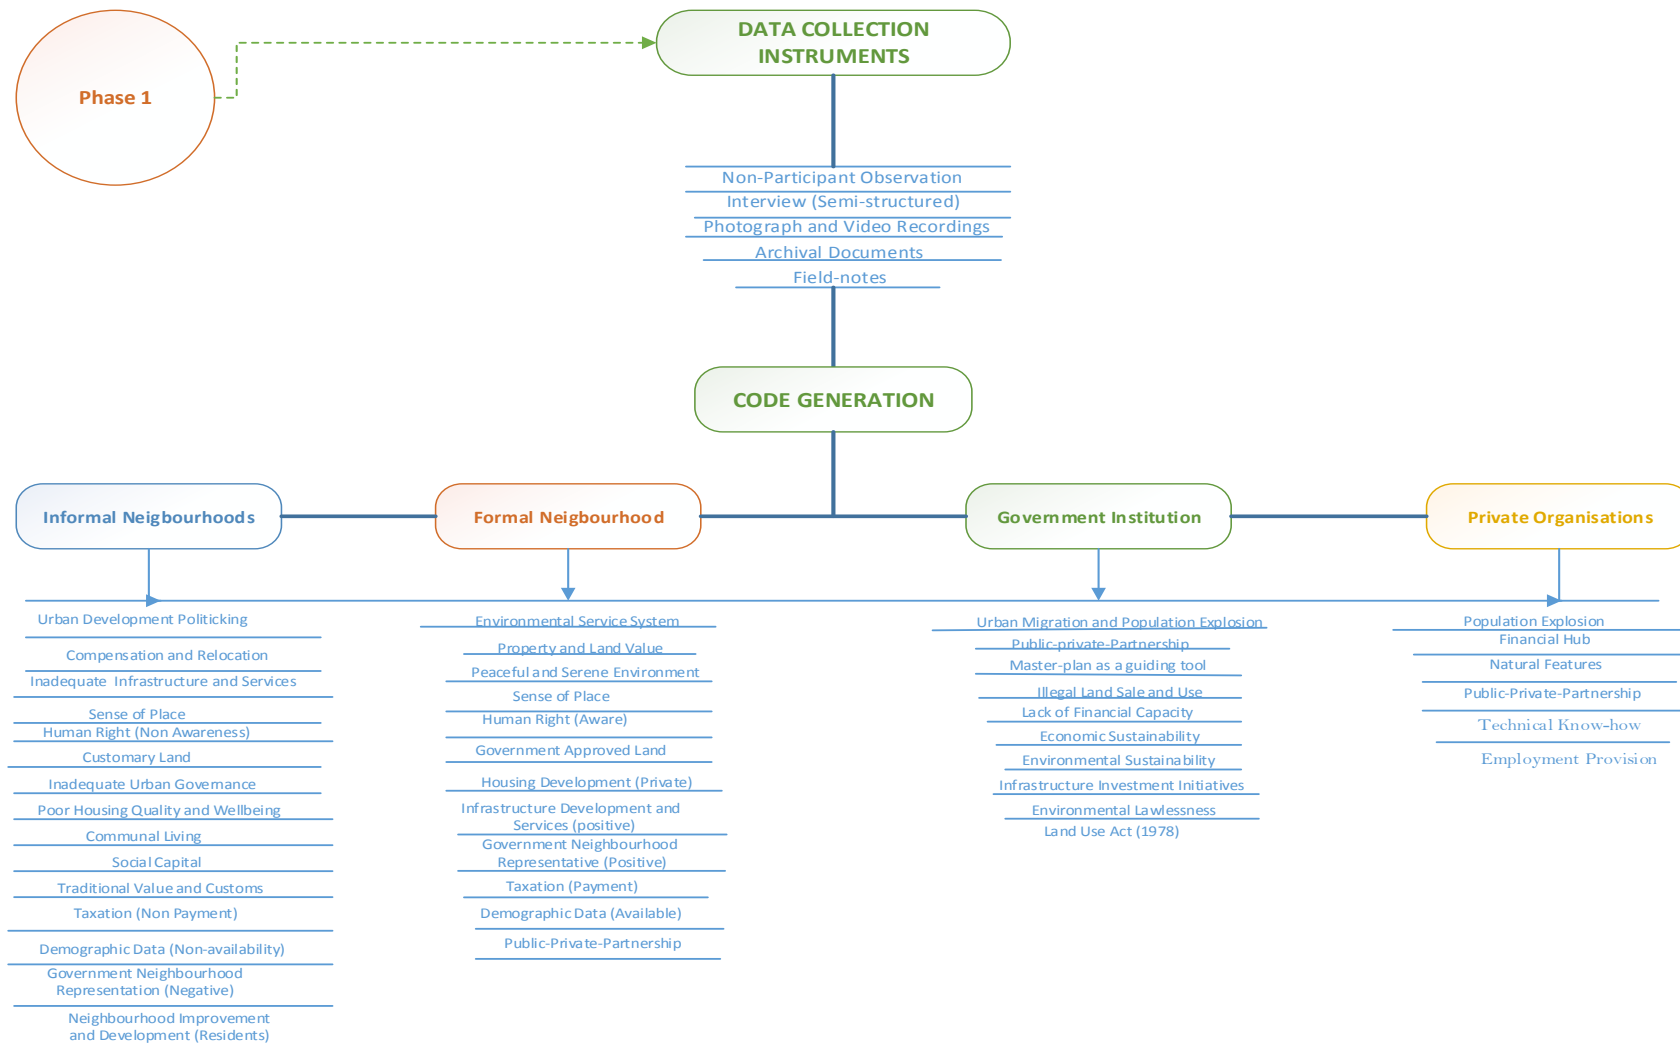 Phase 1
DATA COLLECTION
INSTRUMENTS
Non-Participant Observation
Interview (Semi-structured)
Photograph and Video Recordings
Archival Documents
Field-notes
CODE GENERATION
Informal Neigbourhoods
Formal Neigbourhood
Government Institution
Private Organisations
Urban Development Politicking
Compensation and Relocation
Inadequate Infrastructure and Services
Sense of Place
Human Right (Non Awareness)
Customary Land
Inadequate Urban Governance
Poor Housing Quality and Wellbeing
Communal Living
Social Capital
Traditional Value and Customs
Taxation (Non Payment)
Demographic Data (Non-availability)
Government Neighbourhood
Representation (Negative)
Neighbourhood Improvement
and Development (Residents)
Environmental Service System
Property and Land Value
Peaceful and Serene Environment
Sense of Place
Human Right (Aware)
Government Approved Land
Housing Development (Private)
Infrastructure Development and
Services (positive)
Government Neighbourhood
Representative (Positive)
Taxation (Payment)
Demographic Data (Available)
Public-Private-Partnership
Urban Migration and Population Explosion
Public-private-Partnership
Master-plan as a guiding tool
Illegal Land Sale and Use
Lack of Financial Capacity
Economic Sustainability
Environmental Sustainability
Infrastructure Investment Initiatives
Environmental Lawlessness
Land Use Act (1978)
Population Explosion
Financial Hub
Natural Features
Public-Private-Partnership
Technical Know-how
Employment Provision